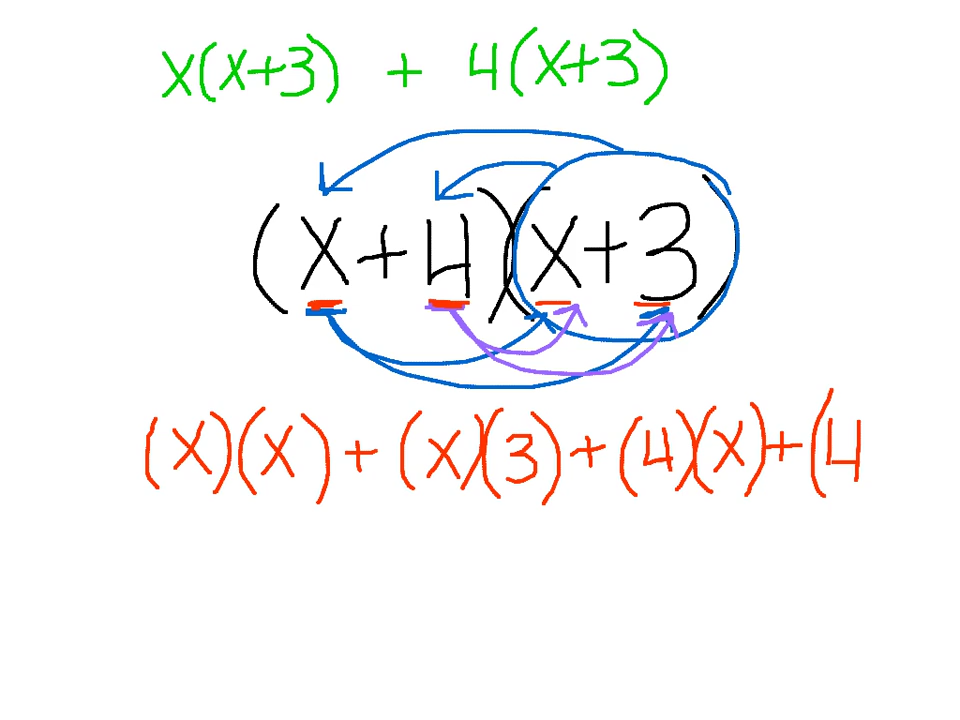 x(x+3) + 4(x+3)
(x+4)(x+3)
(x)(x) + (x)(3) + (4)(x) + (4